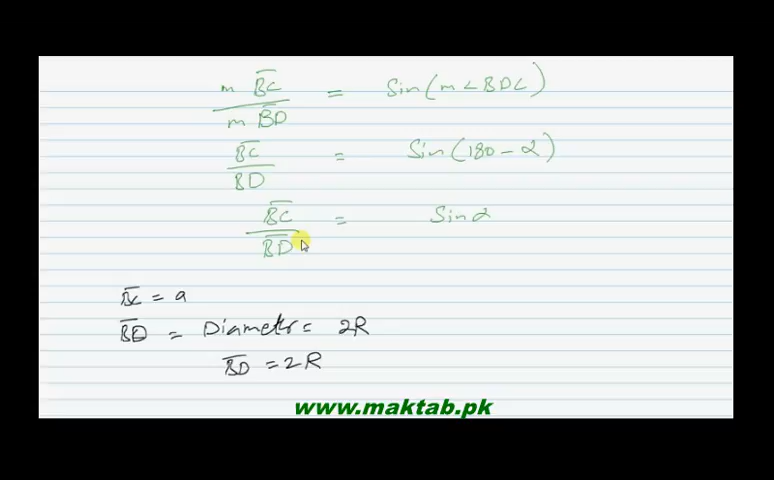 m BC / m BD = Sin(m<BDC)
BC / BD = Sin(180 - α)
BC / BD = Sin α
BC = a
BD = Diameter = 2R
BD = 2R
www.maktab.pk